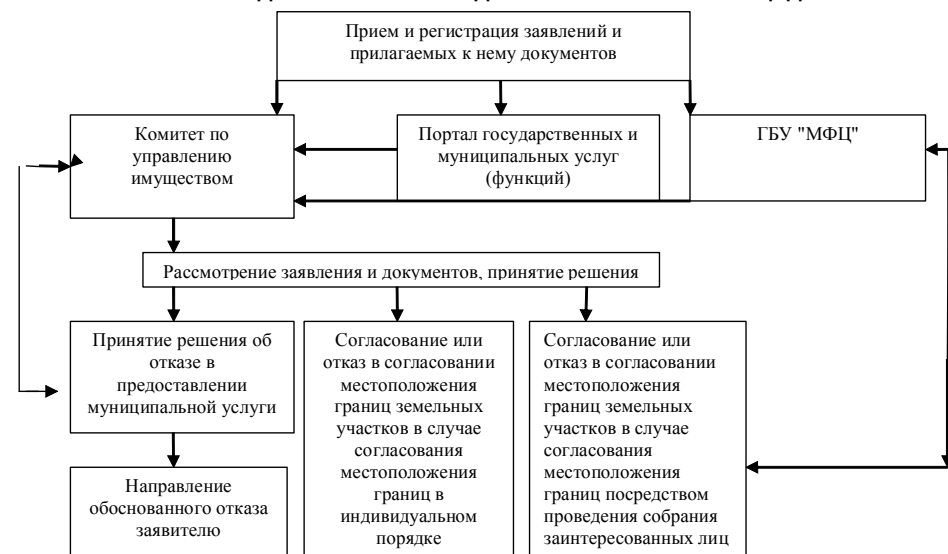 Прием и регистрация заявлений и
прилагаемых к нему документов
Комитет по
управлению
имуществом
Портал государственных и
муниципальных услуг
(функций)
ГБУ "МФЦ"
Рассмотрение заявления и документов, принятие решения
Принятие решения об
отказе в
предоставлении
муниципальной услуги
Согласование или
отказ в согласовании
местоположения
границ земельных
участков в случае
согласования
местоположения
границ в
индивидуальном
порядке
Согласование или
отказ в согласовании
местоположения
границ земельных
участков в случае
согласования
местоположения
границ посредством
проведения собрания
заинтересованных лиц
Направление
обоснованного отказа
заявителю